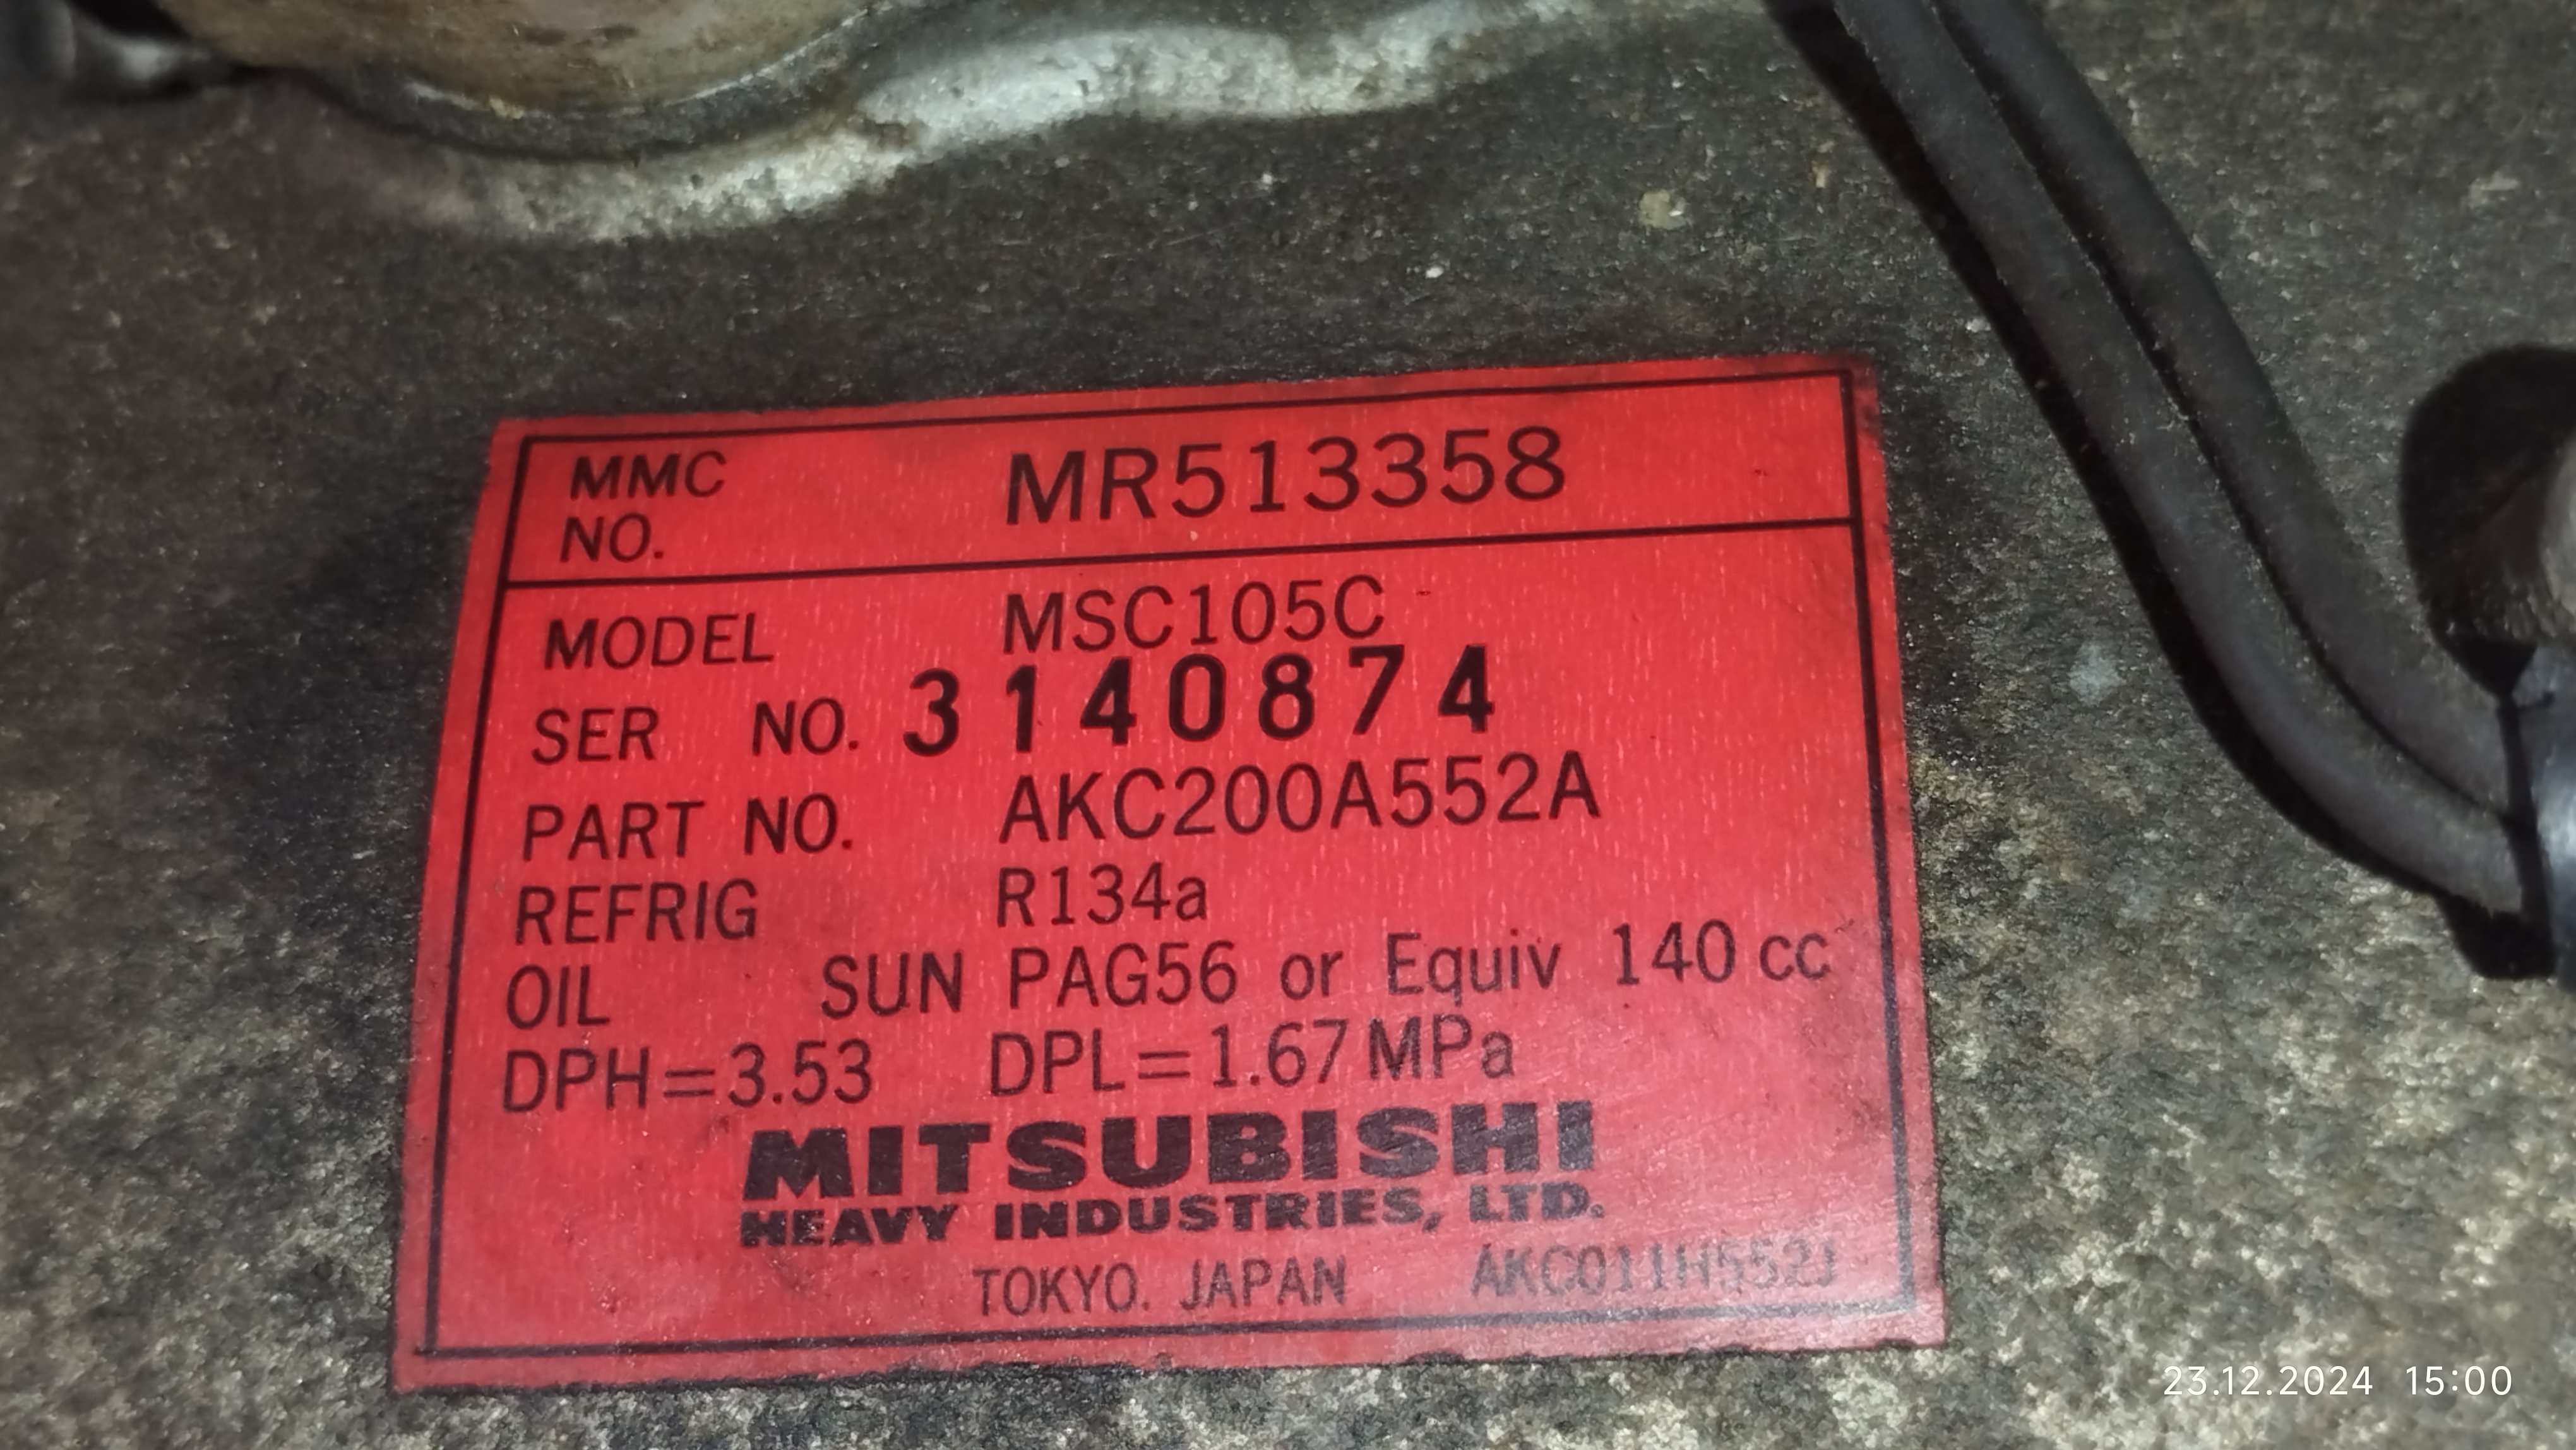 MMC NO. MR513358
MODEL MSC105C
SER NO. 3140874
PART NO. AKC200A552A
REFRIG R134a
OIL SUN PAG56 or Equiv 140 cc
DPH=3.53 DPL=1.67 MPa
MITSUBISHI
HEAVY INDUSTRIES, LTD.
TOKYO. JAPAN AKC011H552J
23.12.2024 15:00